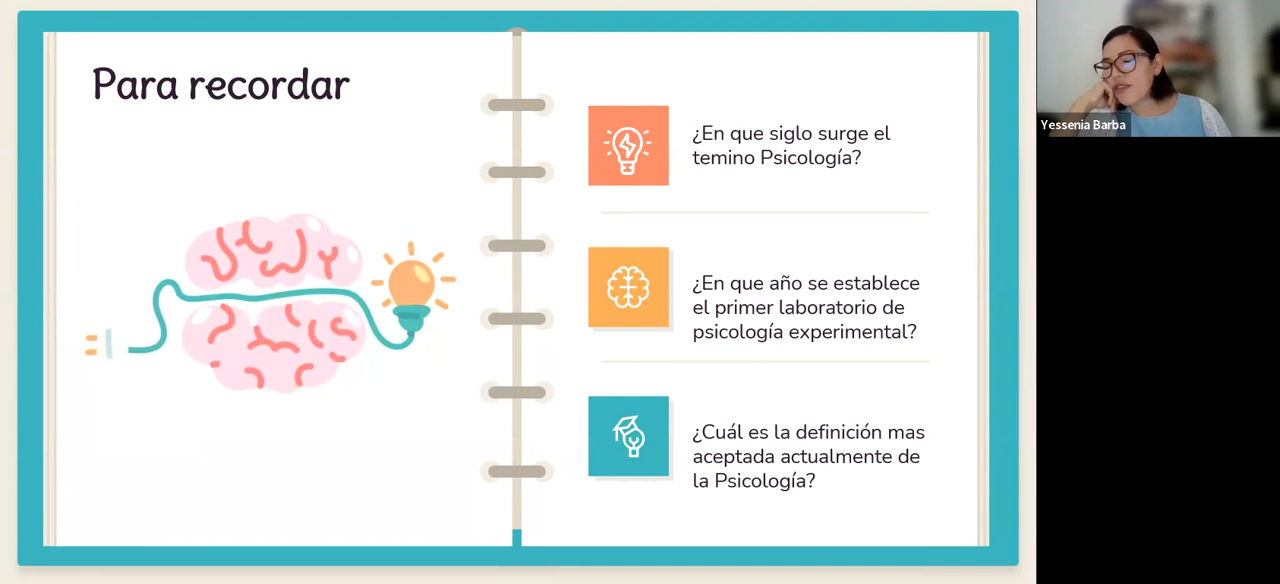 Para recordar
¿En que siglo surge el
temino Psicología?
¿En que año se establece
el primer laboratorio de
psicología experimental?
¿Cuál es la definición mas
aceptada actualmente de
la Psicología?
Yessenia Barba